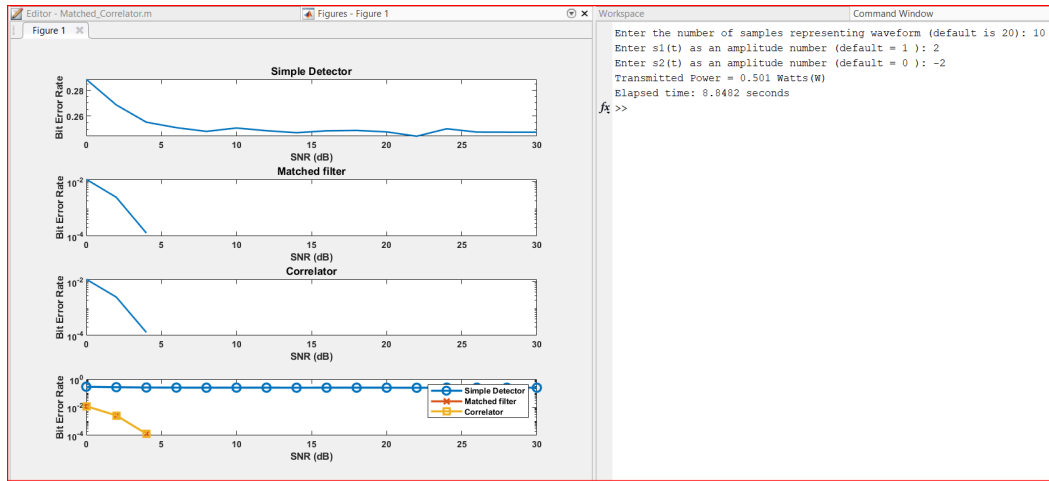 Editor - Matched_Correlator.m
Figures - Figure 1
Workspace
Command Window
Figure 1
Simple Detector
Bit Error Rate
0.28
0.26
0 5 10 15 20 25 30
SNR (dB)
Matched filter
Bit Error Rate
10^-2
10^-4
0 5 10 15 20 25 30
SNR (dB)
Correlator
Bit Error Rate
10^-2
10^-4
0 5 10 15 20 25 30
SNR (dB)
Bit Error Rate
10^0
10^-2
10^-4
Simple Detector
Matched filter
Correlator
0 5 10 15 20 25 30
SNR (dB)
Enter the number of samples representing waveform (default is 20): 10
Enter s1(t) as an amplitude number (default = 1 ): 2
Enter s2(t) as an amplitude number (default = 0 ): -2
Transmitted Power = 0.501 Watts(W)
Elapsed time: 8.8482 seconds
fx >>